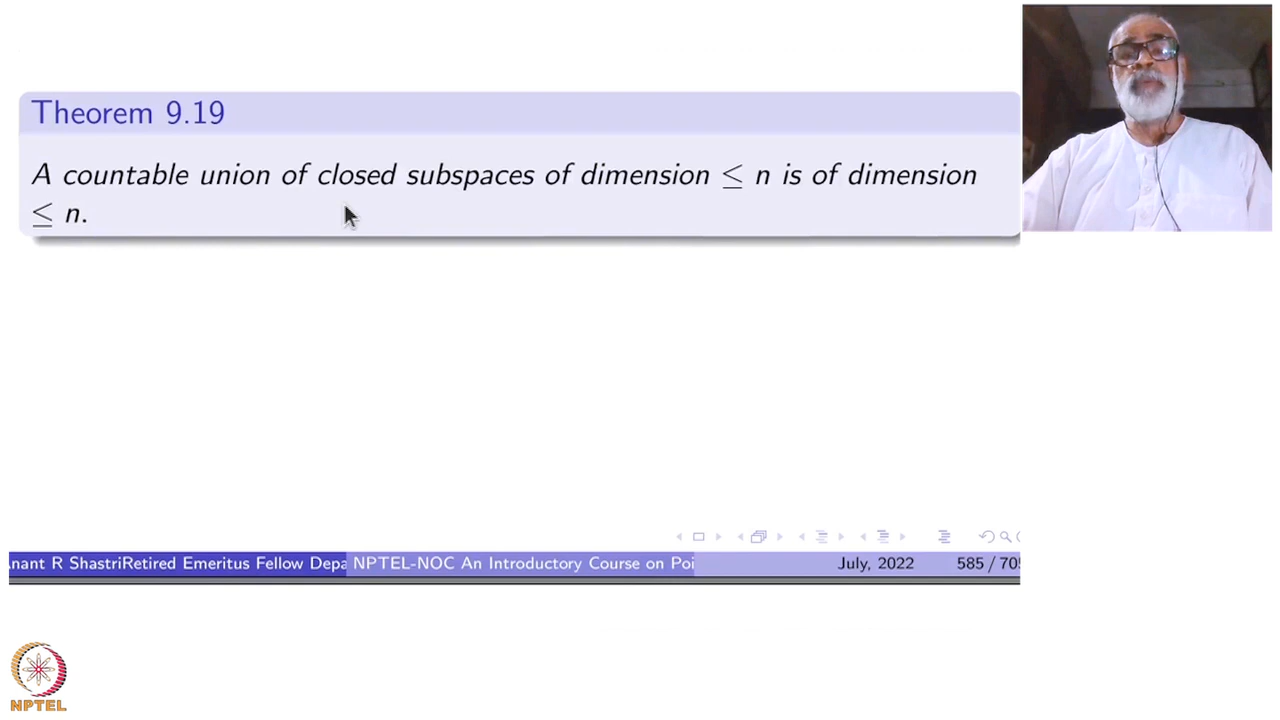 Theorem 9.19
A countable union of closed subspaces of dimension ≤ n is of dimension
≤ n.
nant R ShastriRetired Emeritus Fellow Depa
NPTEL-NOC An Introductory Course on Poi
July, 2022
585 / 705
NPTEL